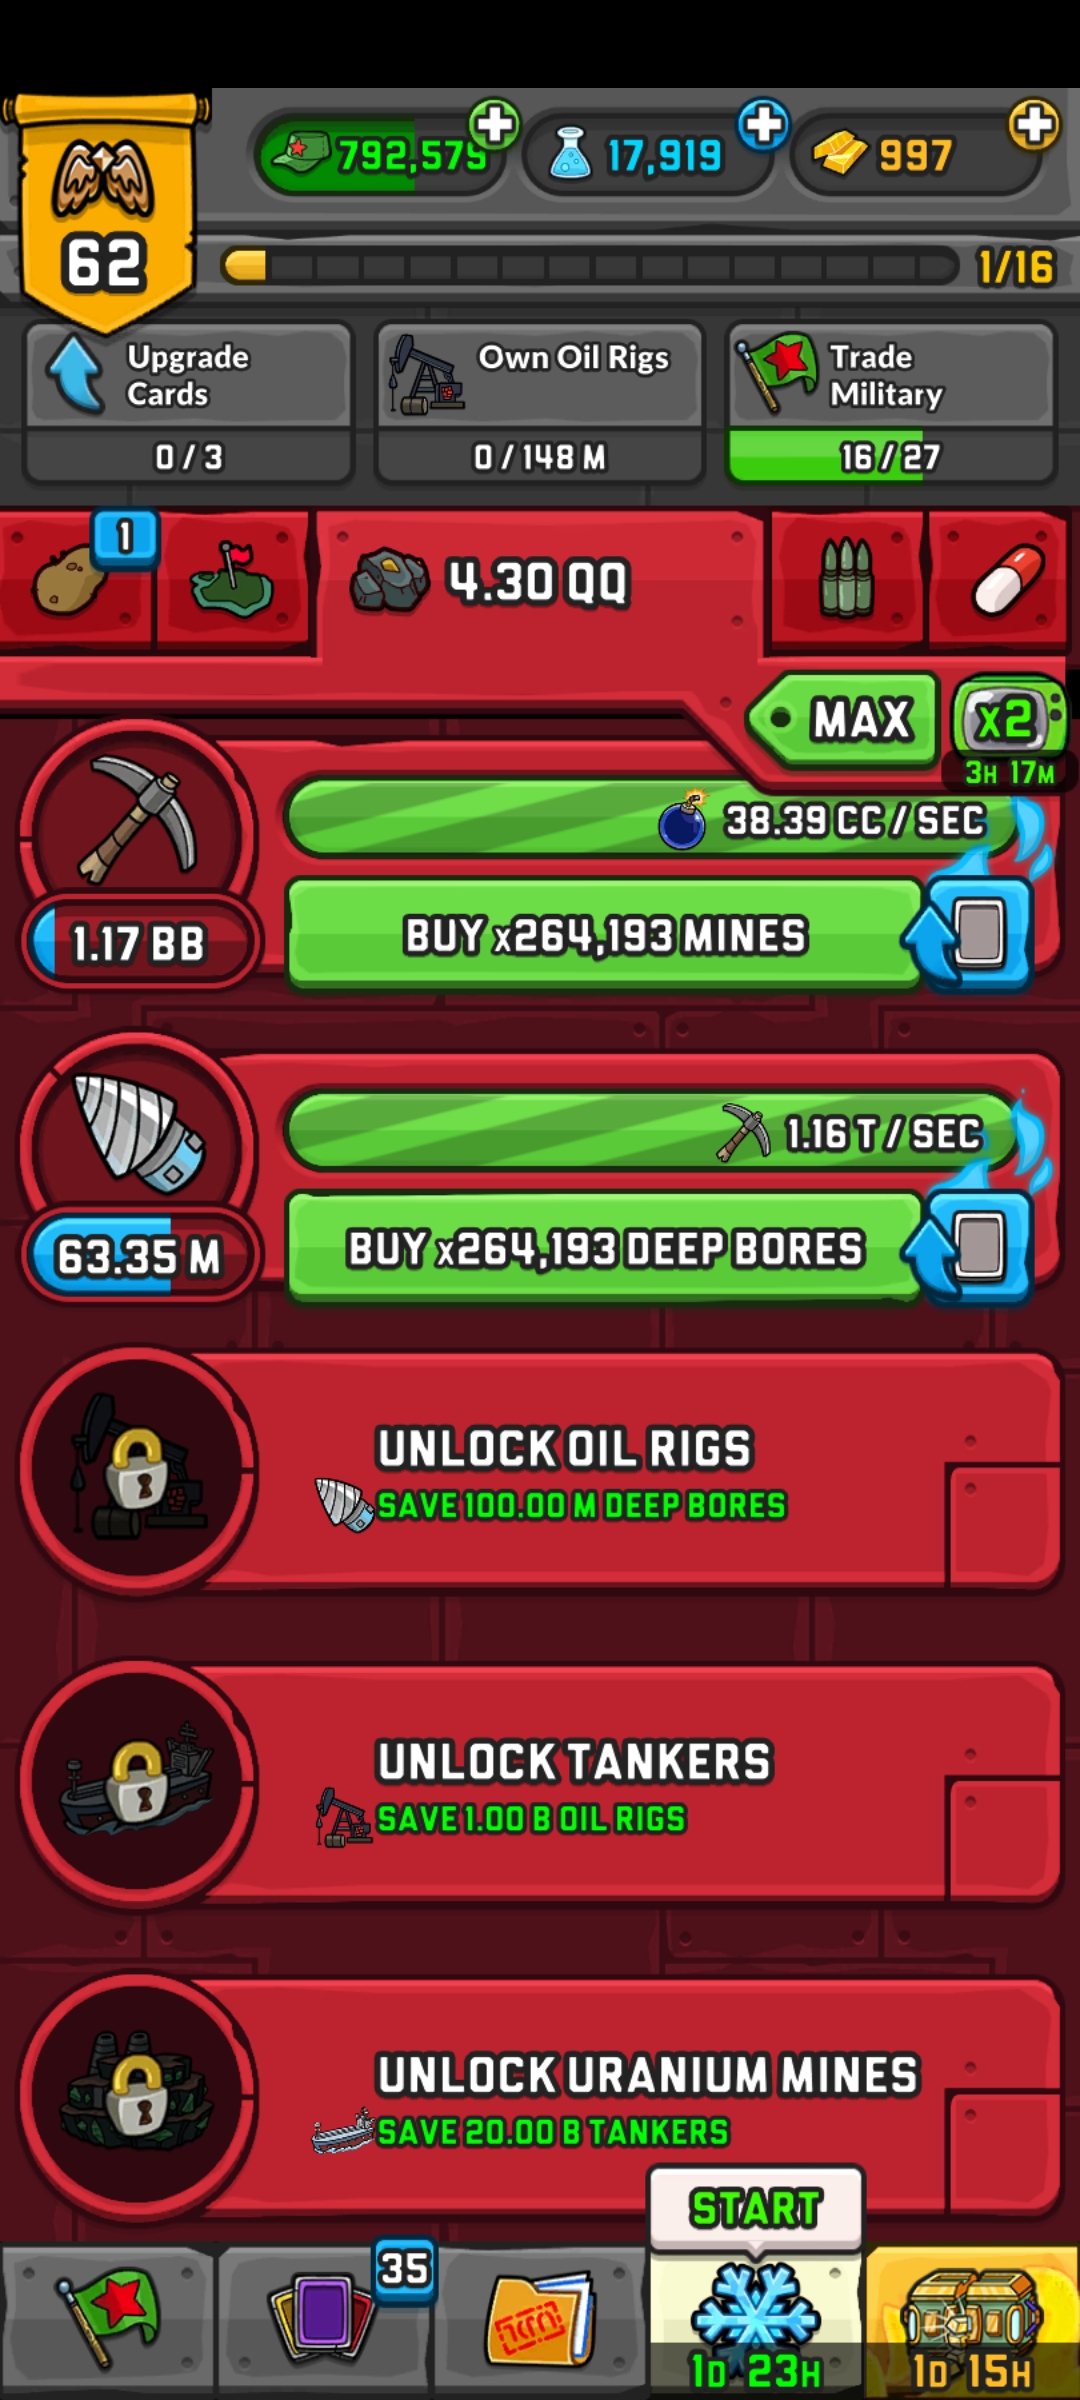 62
792,579
17,919
997
1/16
Upgrade
Cards
0/3
Own Oil Rigs
0/148 M
Trade
Military
16/27
1
4.30 QQ
MAX
x2
3H 17M
38.39 CC/SEC
1.17 BB
BUY x264,193 MINES
1.16 T/SEC
63.35 M
BUY x264,193 DEEP BORES
UNLOCK OIL RIGS
SAVE 100.00 M DEEP BORES
UNLOCK TANKERS
SAVE 1.00 B OIL RIGS
UNLOCK URANIUM MINES
SAVE 20.00 B TANKERS
START
35
1D 23H
1D 15H